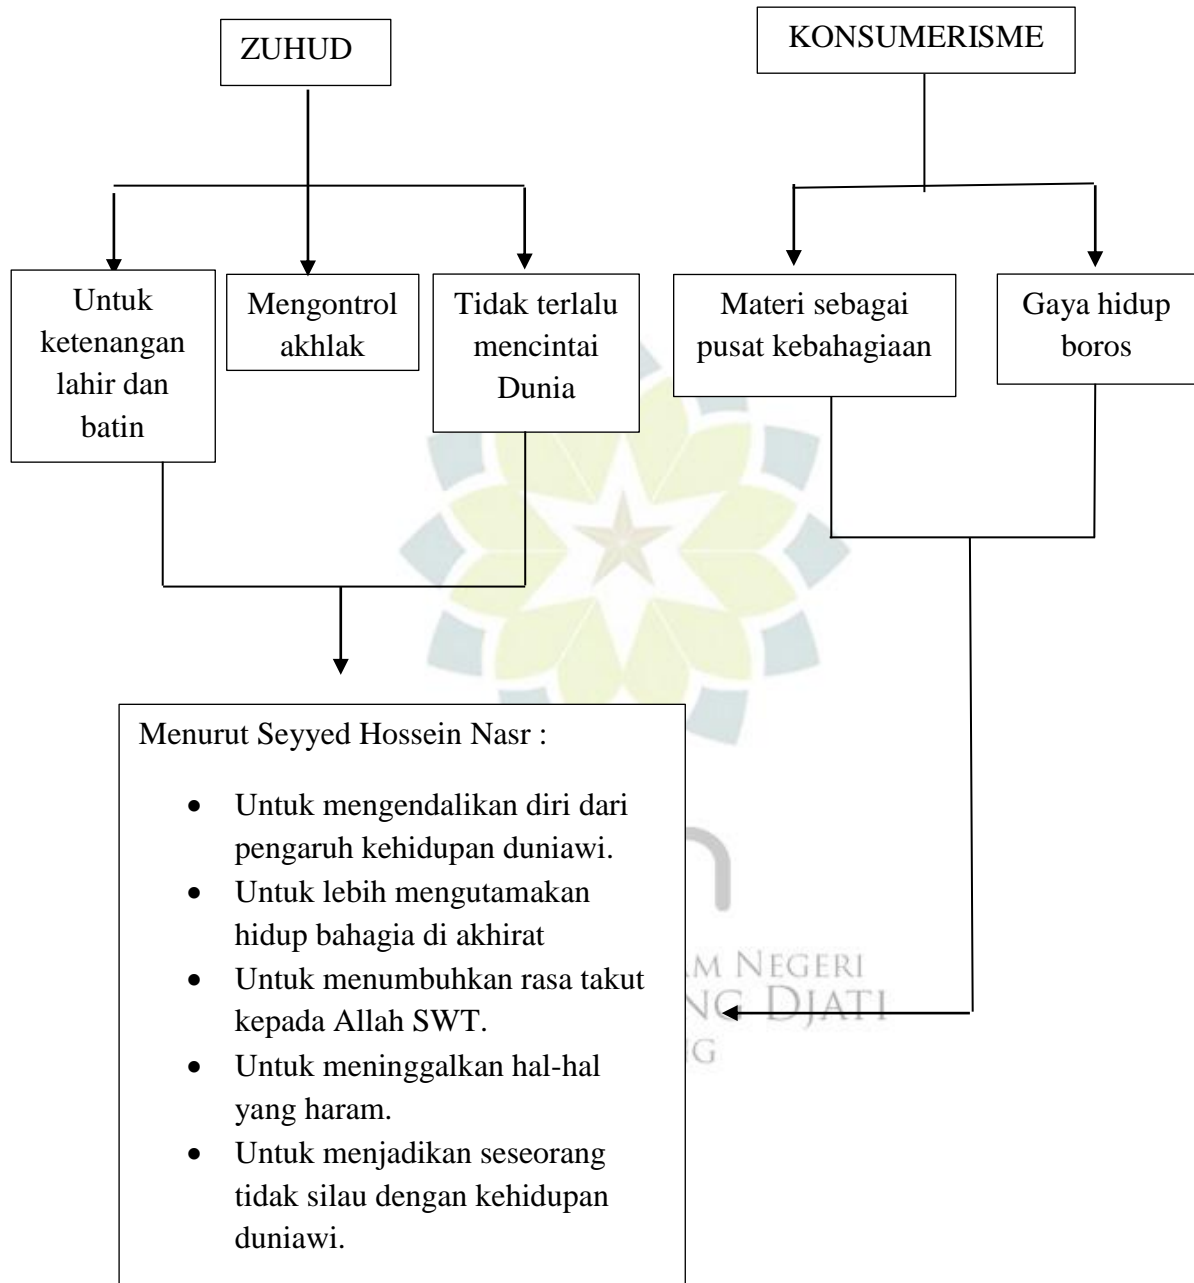 ZUHUD
KONSUMERISME
Untuk
ketenangan
lahir dan
batin
Mengontrol
akhlak
Tidak terlalu
mencintai
Dunia
Materi sebagai
pusat kebahagiaan
Gaya hidup
boros
Menurut Seyyed Hossein Nasr :
• Untuk mengendalikan diri dari
pengaruh kehidupan duniawi.
• Untuk lebih mengutamakan
hidup bahagia di akhirat
• Untuk menumbuhkan rasa takut
kepada Allah SWT.
• Untuk meninggalkan hal-hal
yang haram.
• Untuk menjadikan seseorang
tidak silau dengan kehidupan
duniawi.
NEGERI
DJATI